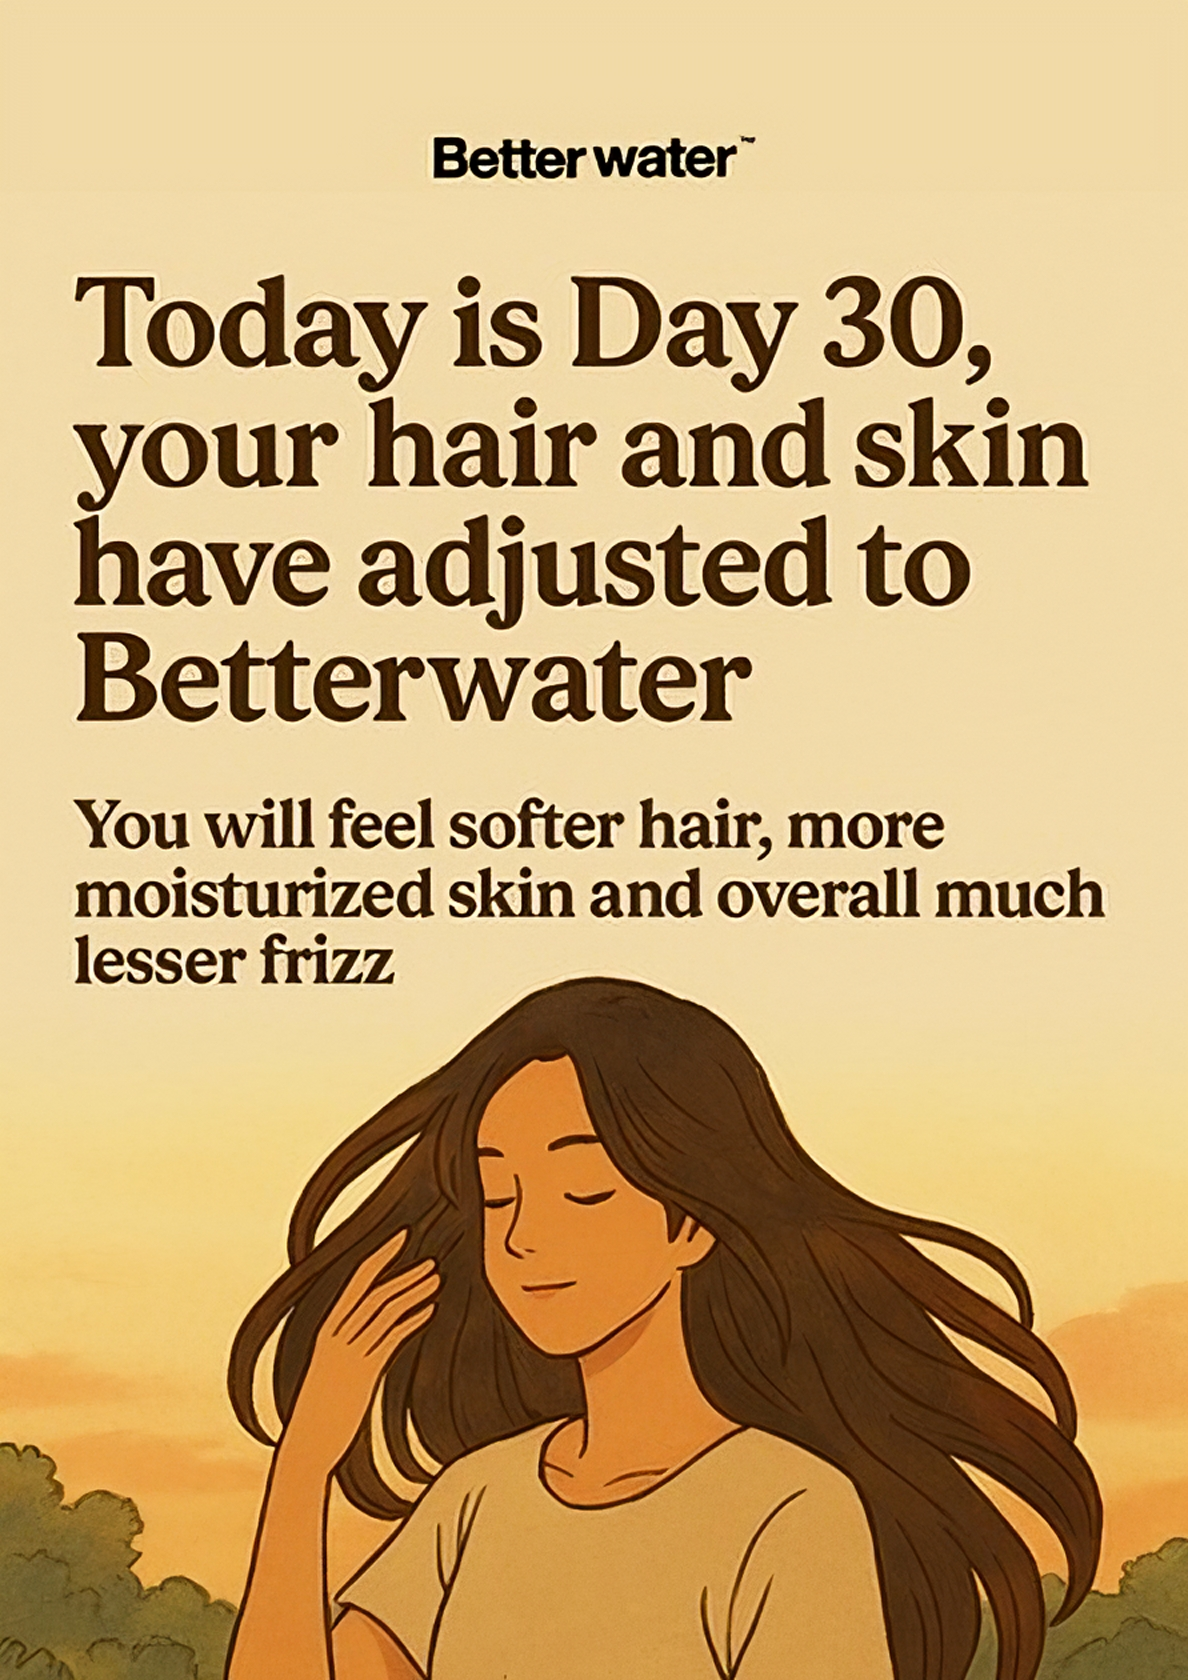 Better water™
Today is Day 30,
your hair and skin
have adjusted to
Betterwater
You will feel softer hair, more
moisturized skin and overall much
lesser frizz